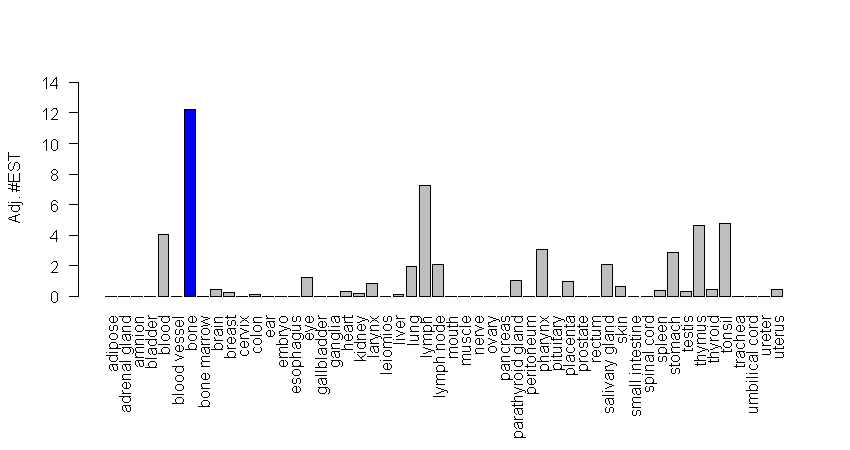 14
12
10
8
6
4
2
0
Adj. #EST
adipose
adrenal gland
amnion
bladder
blood
blood vessel
bone
bone marrow
brain
breast
cervix
colon
ear
embryo
esophagus
eye
gallbladder
ganglia
heart
kidney
larynx
leiomios
liver
lung
lymph
lymph node
mouth
muscle
nerve
ovary
pancreas
parathyroid gland
peritoneum
pharynx
pituitary
placenta
prostate
rectum
salivary gland
skin
small intestine
spinal cord
spleen
stomach
testis
thymus
thyroid
tonsil
trachea
umbilical cord
ureter
uterus